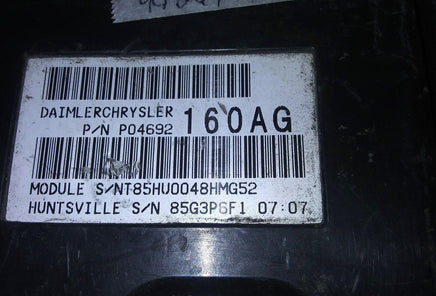 DAIMLERCHRYSLER
P/N P04692 160AG
MODULE S/NT85HU0048HMG52
HUNTSVILLE S/N 85G3P6F1 07:07